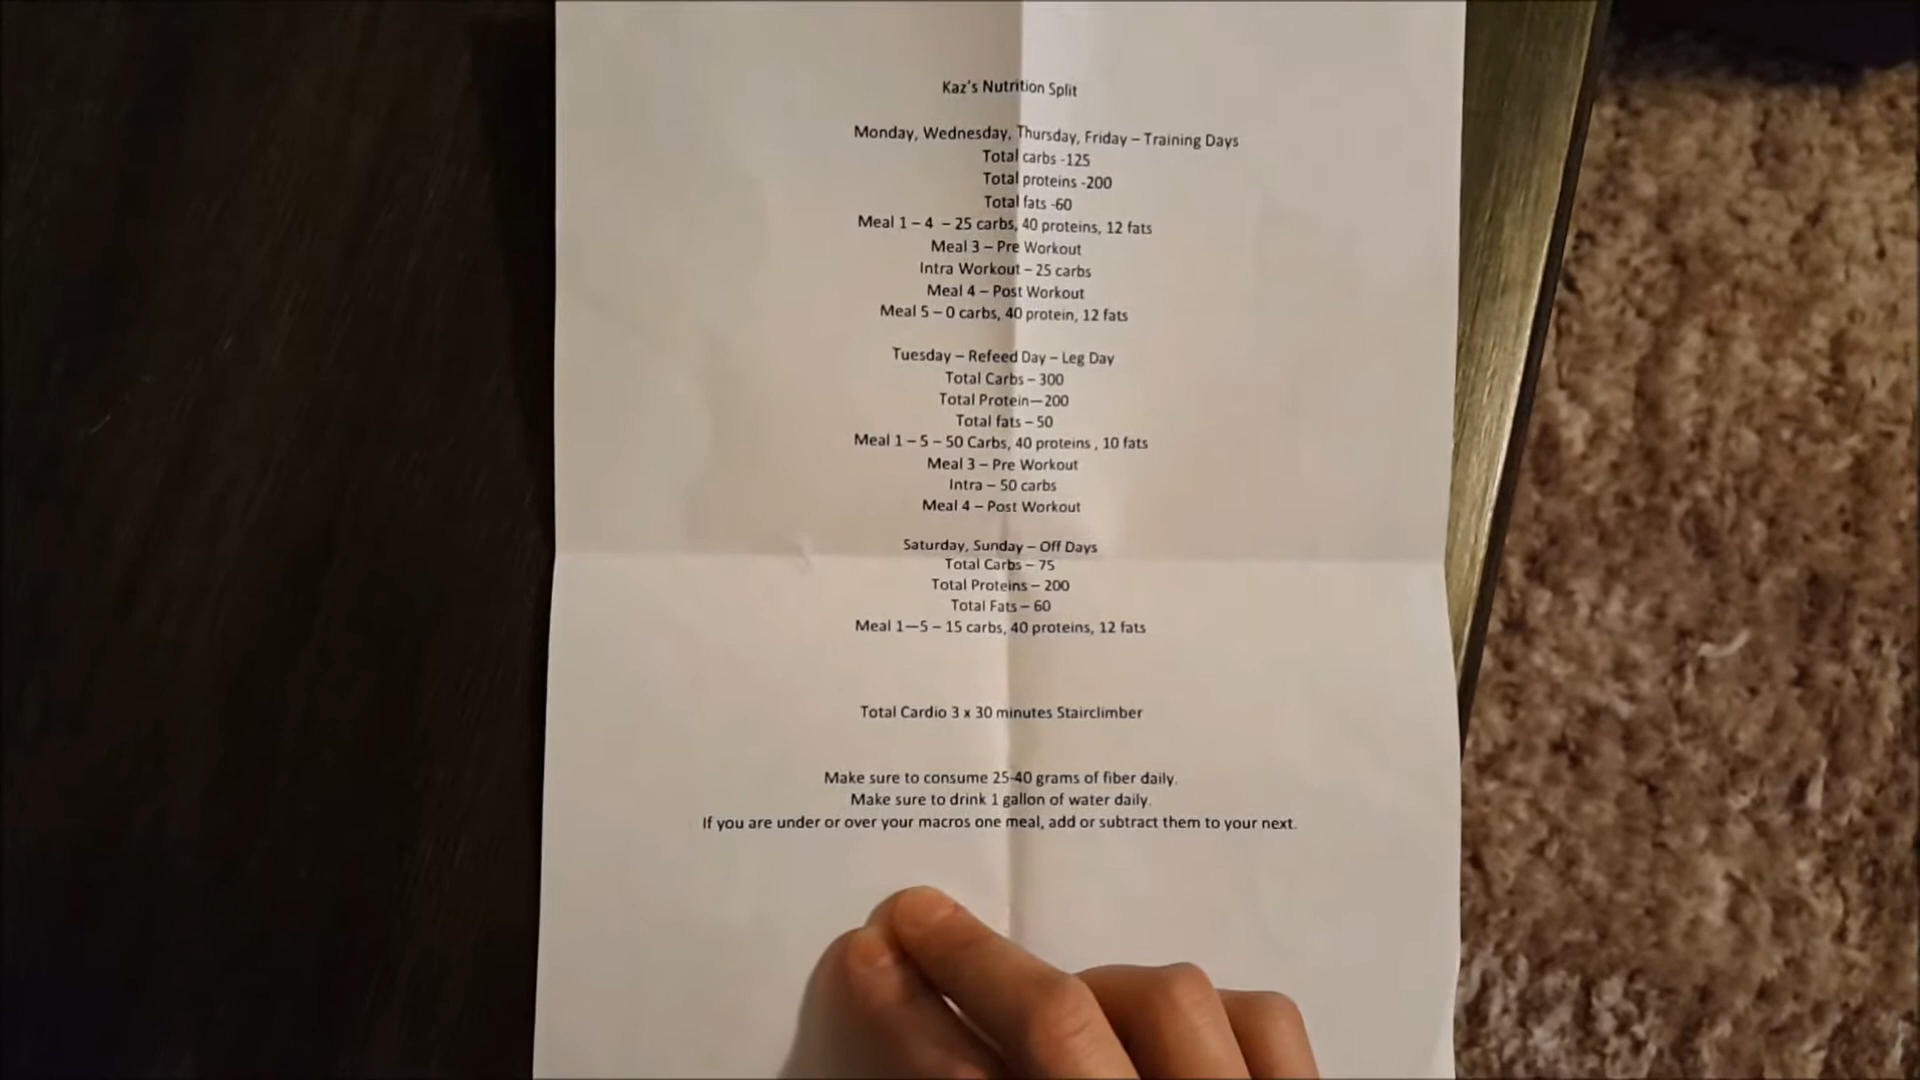 Kaz's Nutrition Split
Monday, Wednesday, Thursday, Friday – Training Days
Total carbs -125
Total proteins -200
Total fats -60
Meal 1 – 4 – 25 carbs, 40 proteins, 12 fats
Meal 3 – Pre Workout
Intra Workout – 25 carbs
Meal 4 – Post Workout
Meal 5 – 0 carbs, 40 protein, 12 fats
Tuesday – Refeed Day – Leg Day
Total Carbs – 300
Total Protein—200
Total fats – 50
Meal 1 – 5 – 50 Carbs, 40 proteins , 10 fats
Meal 3 – Pre Workout
Intra – 50 carbs
Meal 4 – Post Workout
Saturday, Sunday – Off Days
Total Carbs – 75
Total Proteins – 200
Total Fats – 60
Meal 1—5 – 15 carbs, 40 proteins, 12 fats
Total Cardio 3 x 30 minutes Stairclimber
Make sure to consume 25-40 grams of fiber daily.
Make sure to drink 1 gallon of water daily.
If you are under or over your macros one meal, add or subtract them to your next.